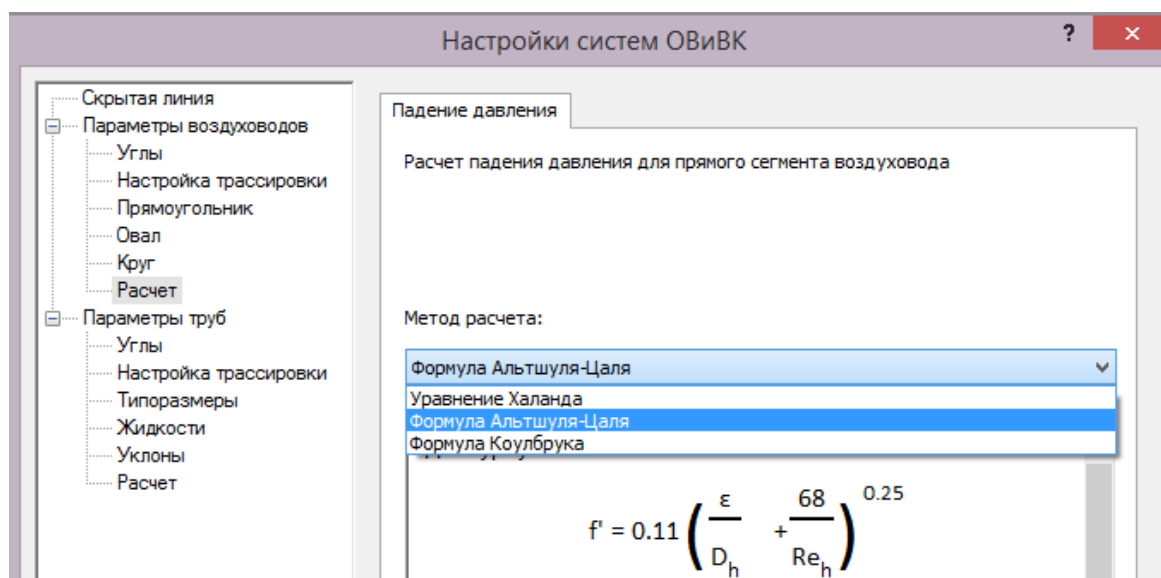 Настройки систем ОВиВК
?
×
Скрытая линия
Параметры воздуховодов
Углы
Настройка трассировки
Прямоугольник
Овал
Круг
Расчет
Параметры труб
Углы
Настройка трассировки
Типоразмеры
Жидкости
Уклоны
Расчет
Падение давления
Расчет падения давления для прямого сегмента воздуховода
Метод расчета:
Формула Альтшуля-Цаля
Уравнение Халанда
Формула Альтшуля-Цаля
Формула Коулбрука
f' = 0.11 (ε/D_h + 68/Re_h)^0.25